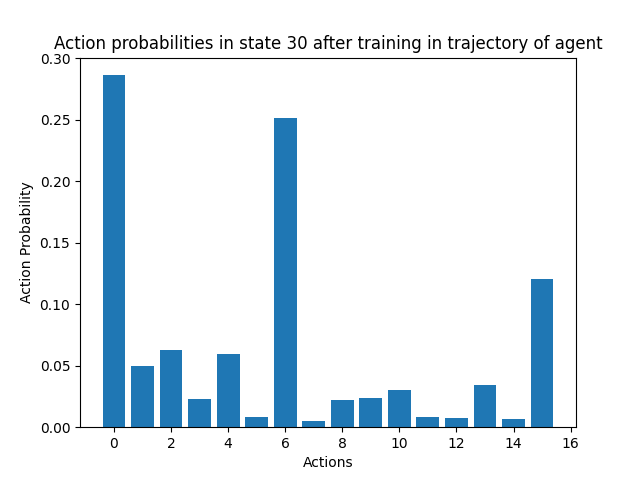 Action probabilities in state 30 after training in trajectory of agent
0.30
0.25
0.20
0.15
0.10
0.05
0.00
Action Probability
0 2 4 6 8 10 12 14 16
Actions